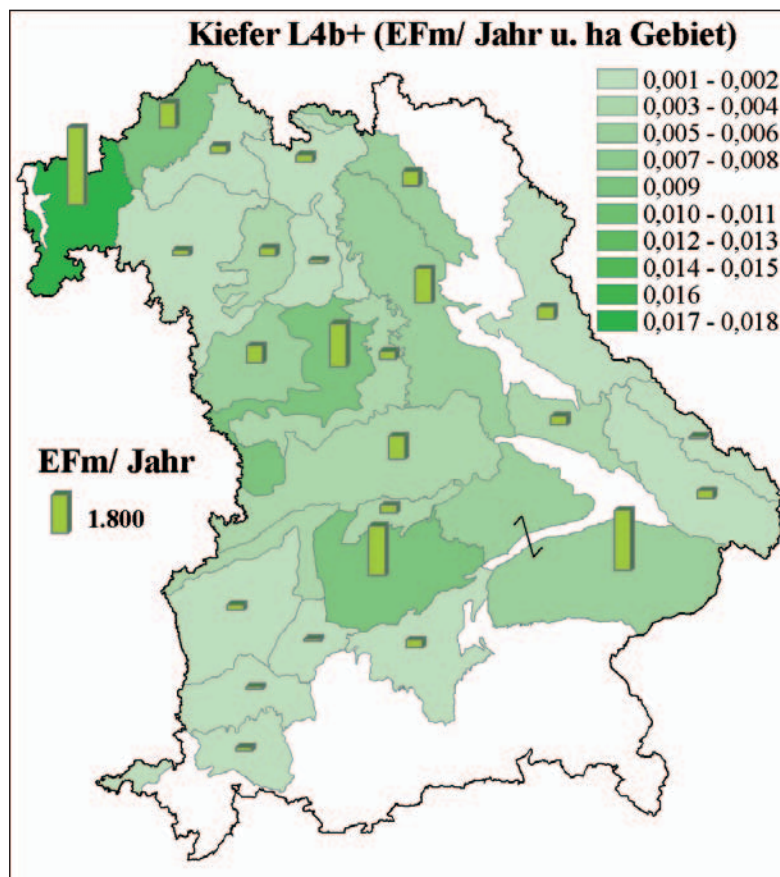 Kiefer L4b+ (EFm/ Jahr u. ha Gebiet)
0,001 - 0,002
0,003 - 0,004
0,005 - 0,006
0,007 - 0,008
0,009
0,010 - 0,011
0,012 - 0,013
0,014 - 0,015
0,016
0,017 - 0,018
EFm/ Jahr
1.800